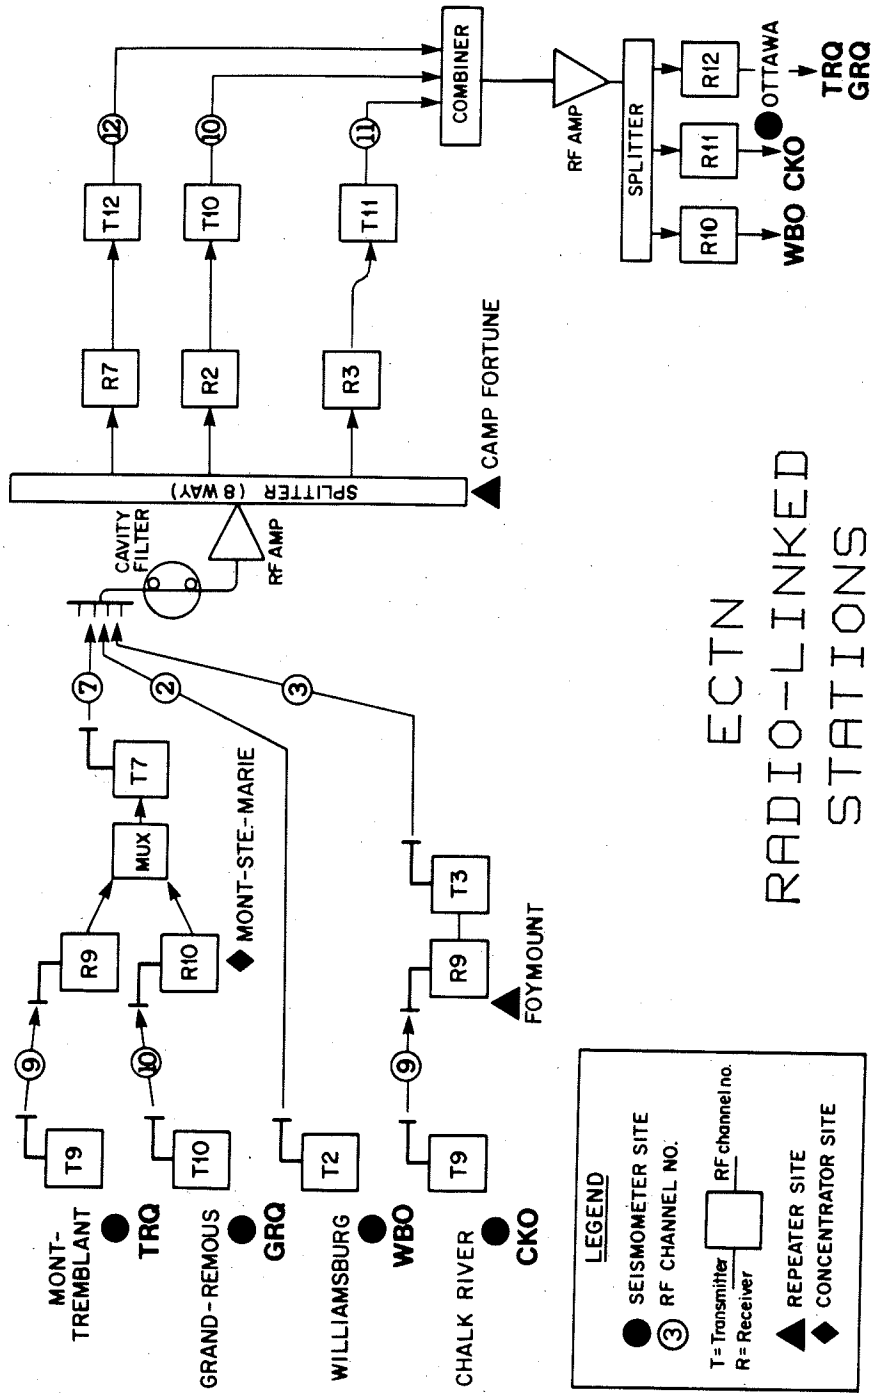 MONT-
TREMBLANT
TRQ
T9
9
R9
GRAND-REMOUS
GRQ
T10
10
R10
MUX
T7
7
MONT-STE.-MARIE
WILLIAMSBURG
WBO
T2
2
CHALK RIVER
CKO
T9
9
R9
T3
3
FOYMOUNT
CAVITY
FILTER
RF AMP
SPLITTER (8 WAY)
CAMP FORTUNE
R7
T12
12
R2
T10
10
R3
T11
11
COMBINER
RF AMP
SPLITTER
R12
R11
R10
OTTAWA
TRQ
GRQ
CKO
WBO
LEGEND
SEISMOMETER SITE
3 RF CHANNEL NO.
T = Transmitter
R = Receiver
RF channel no.
REPEATER SITE
CONCENTRATOR SITE
ECTN
RADIO-LINKED
STATIONS